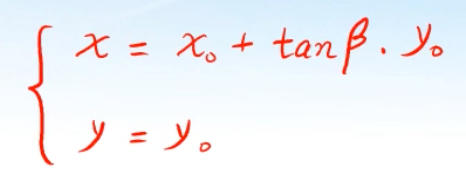 x = x₀ + tanβ · y₀
y = y₀